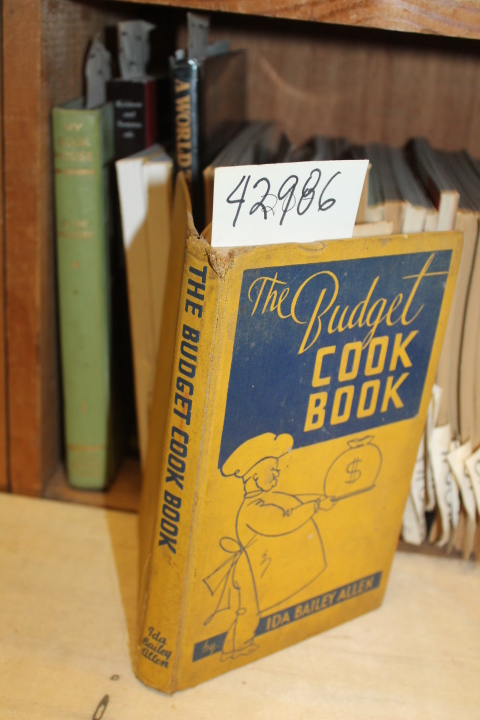 42986
The Budget
COOK
BOOK
$
by IDA BAILEY ALLEN
THE BUDGET COOK BOOK
Ida
Bailey
Allen
A WORLD